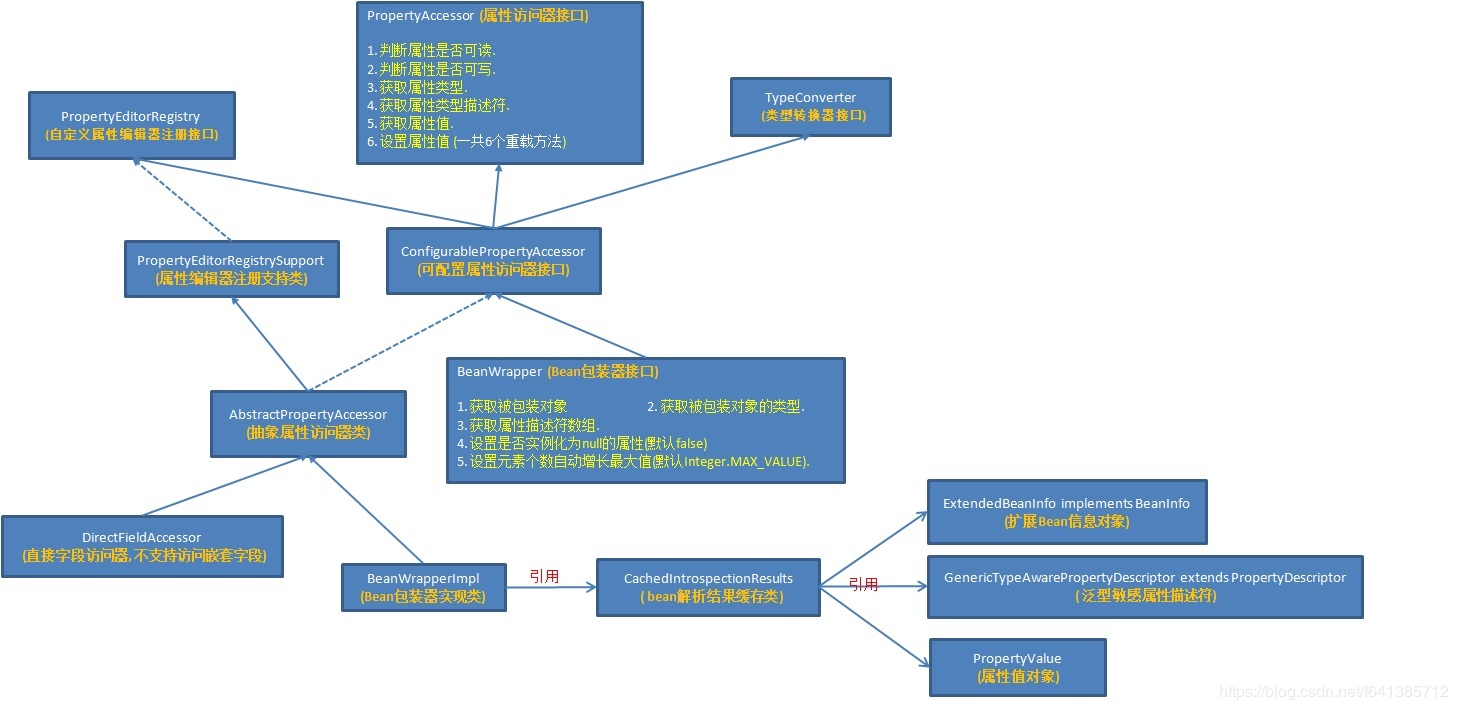 PropertyAccessor (属性访问器接口)
1. 判断属性是否可读.
2. 判断属性是否可写.
3. 获取属性类型.
4. 获取属性类型描述符.
5. 获取属性值.
6. 设置属性值 (一共6个重载方法)
TypeConverter
(类型转换器接口)
PropertyEditorRegistry
(自定义属性编辑器注册接口)
PropertyEditorRegistrySupport
(属性编辑器注册支持类)
ConfigurablePropertyAccessor
(可配置属性访问器接口)
BeanWrapper (Bean包装器接口)
1. 获取被包装对象 2. 获取被包装对象的类型.
3. 获取属性描述符数组.
4. 设置是否实例化为null的属性(默认false)
5. 设置元素个数自动增长最大值(默认Integer.MAX_VALUE).
AbstractPropertyAccessor
(抽象属性访问器类)
DirectFieldAccessor
(直接字段访问器, 不支持访问嵌套字段)
BeanWrapperImpl
(Bean包装器实现类)
引用
CachedIntrospectionResults
( bean解析结果缓存类)
引用
ExtendedBeanInfo implements BeanInfo
(扩展Bean信息对象)
GenericTypeAwarePropertyDescriptor extends PropertyDescriptor
( 泛型敏感属性描述符)
PropertyValue
(属性值对象)
https://blog.csdn.net/f641385712